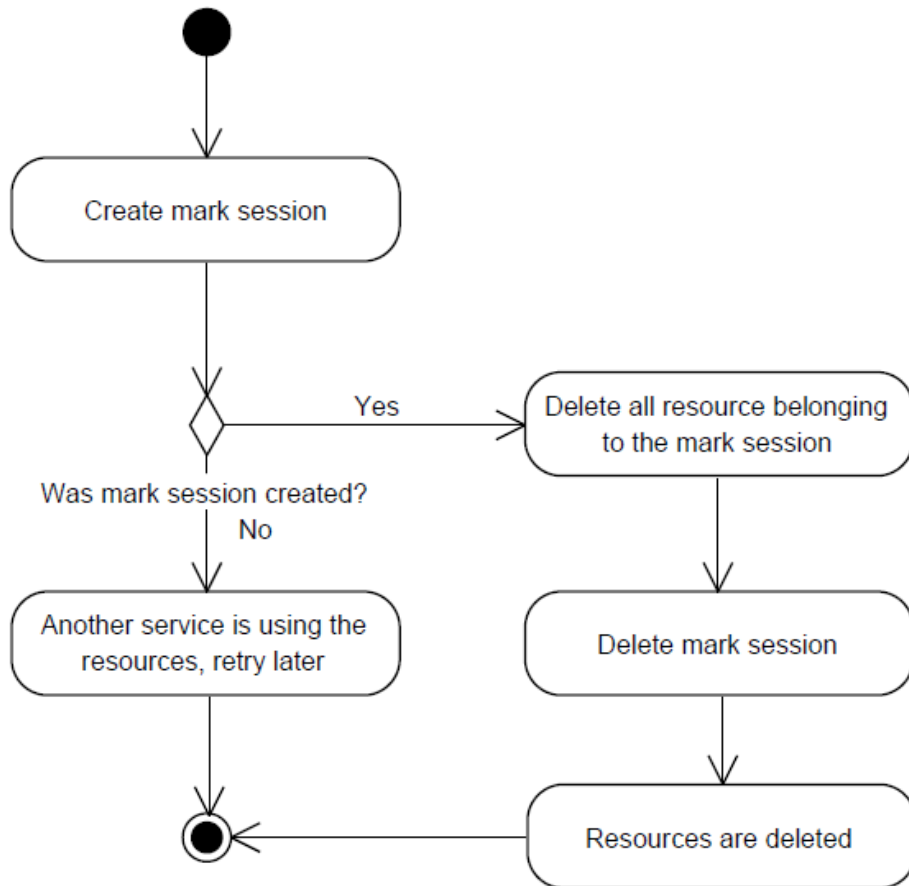 Create mark session
Yes
Delete all resource belonging
to the mark session
Was mark session created?
No
Another service is using the
resources, retry later
Delete mark session
Resources are deleted